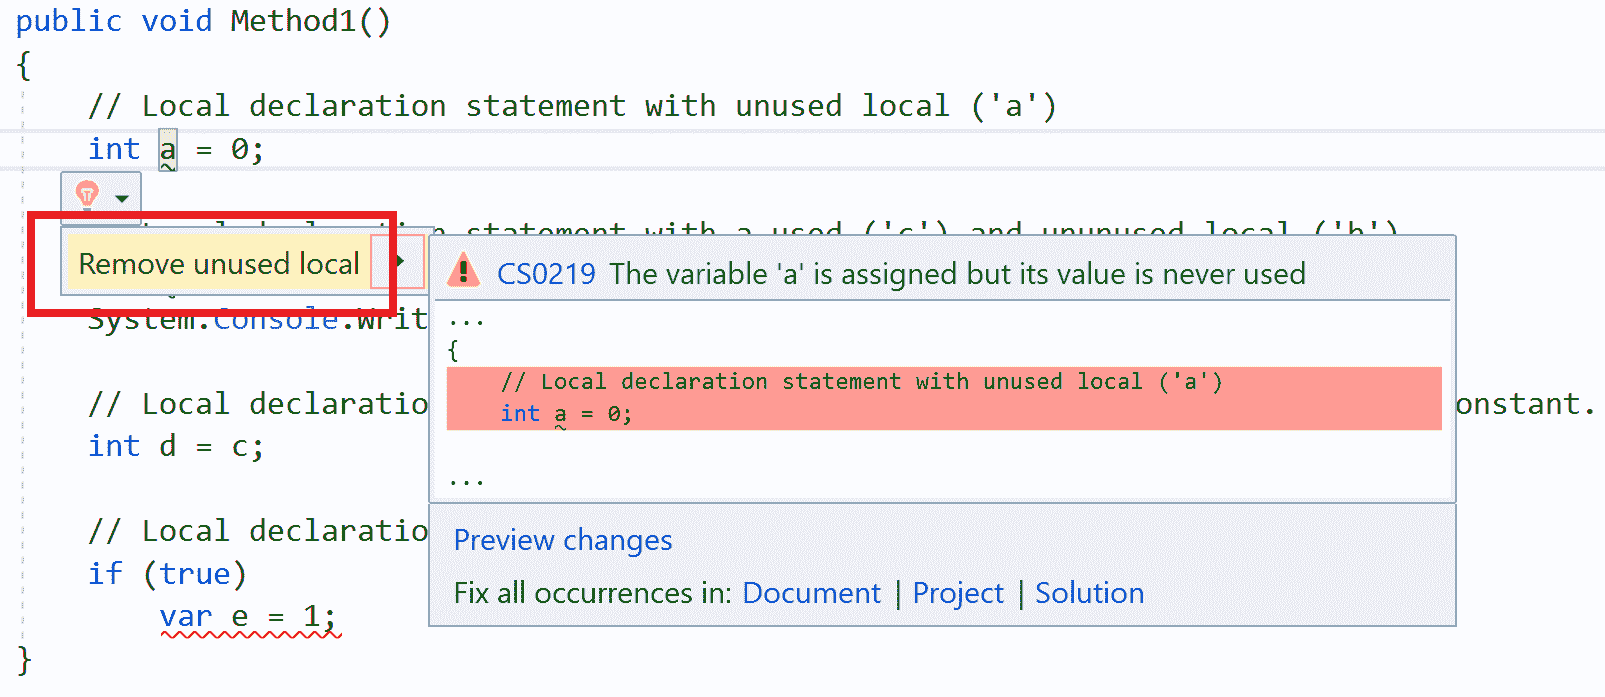 public void Method1()
{
// Local declaration statement with unused local ('a')
int a = 0;
declaration statement with a used ('c') and ununused local ('b')
Remove unused local
System.Console.Writ
// Local declaratio
onstant.
int d = c;
// Local declaratio
if (true)
var e = 1;
}
CS0219 The variable 'a' is assigned but its value is never used
...
{
// Local declaration statement with unused local ('a')
int a = 0;
...
Preview changes
Fix all occurrences in: Document | Project | Solution